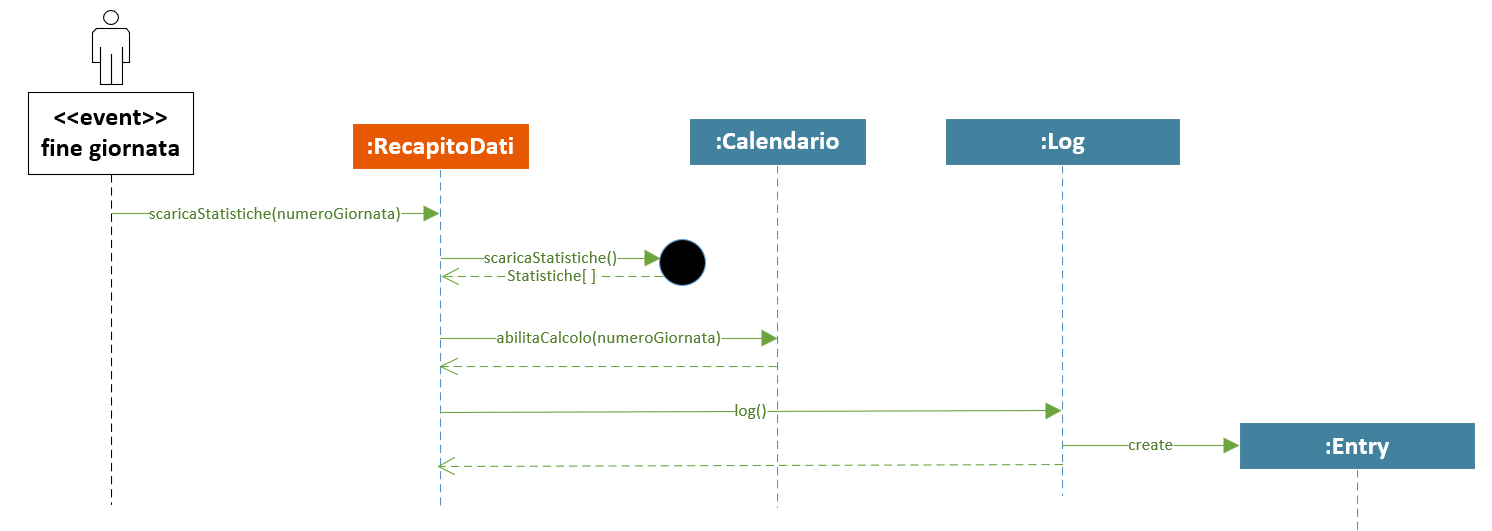 <<event>>
fine giornata
:RecapitoDati
:Calendario
:Log
scaricaStatistiche(numeroGiornata)
scaricaStatistiche()
Statistiche[ ]
abilitaCalcolo(numeroGiornata)
log()
create
:Entry